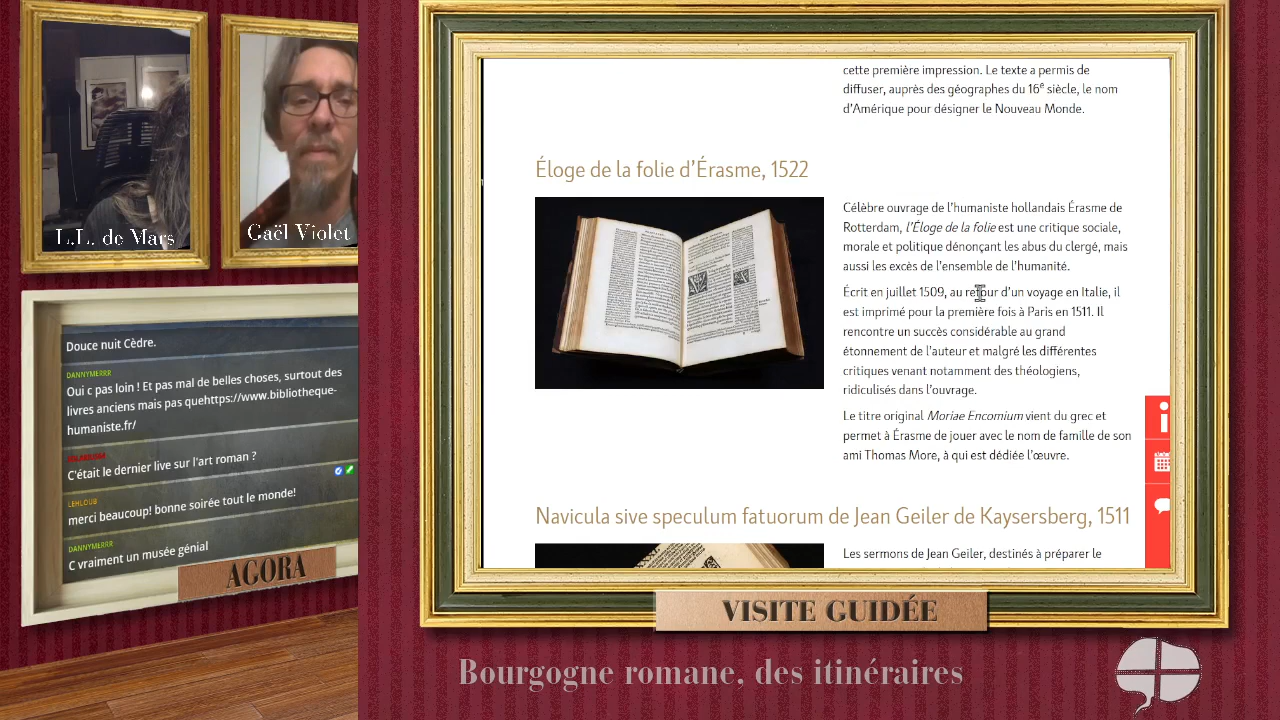 L.L. de Mars
Gaël Violet
Douce nuit Cèdre.
DANNYMERRR
Oui c pas loin ! Et pas mal de belles choses, surtout des
livres anciens mais pas quehttps://www.bibliotheque-
humaniste.fr/
C'était le dernier live sur l'art roman ?
LEHLOUB
merci beaucoup! bonne soirée tout le monde!
DANNYMERRR
C vraiment un musée génial
AGORA
cette première impression. Le texte a permis de
diffuser, auprès des géographes du 16e siècle, le nom
d'Amérique pour désigner le Nouveau Monde.
Éloge de la folie d'Érasme, 1522
Célèbre ouvrage de l'humaniste hollandais Érasme de
Rotterdam, l'Éloge de la folie est une critique sociale,
morale et politique dénonçant les abus du clergé, mais
aussi les excès de l'ensemble de l'humanité.
Écrit en juillet 1509, au retour d'un voyage en Italie, il
est imprimé pour la première fois à Paris en 1511. Il
rencontre un succès considérable au grand
étonnement de l'auteur et malgré les différentes
critiques venant notamment des théologiens,
ridiculisés dans l'ouvrage.
Le titre original Moriae Encomium vient du grec et
permet à Érasme de jouer avec le nom de famille de son
ami Thomas More, à qui est dédiée l'œuvre.
Navicula sive speculum fatuorum de Jean Geiler de Kaysersberg, 1511
Les sermons de Jean Geiler, destinés à préparer le
VISITE GUIDÉE
Bourgogne romane, des itinéraires